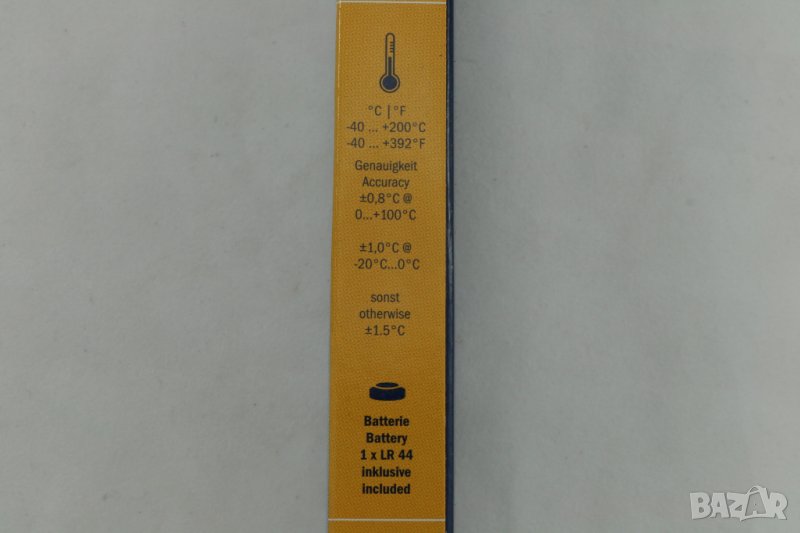 °C | °F
-40 ... +200°C
-40 ... +392°F
Genauigkeit
Accuracy
±0,8°C @
0...+100°C
±1,0°C @
-20°C...0°C
sonst
otherwise
±1.5°C
Batterie
Battery
1 x LR 44
inklusive
included
BAZAR